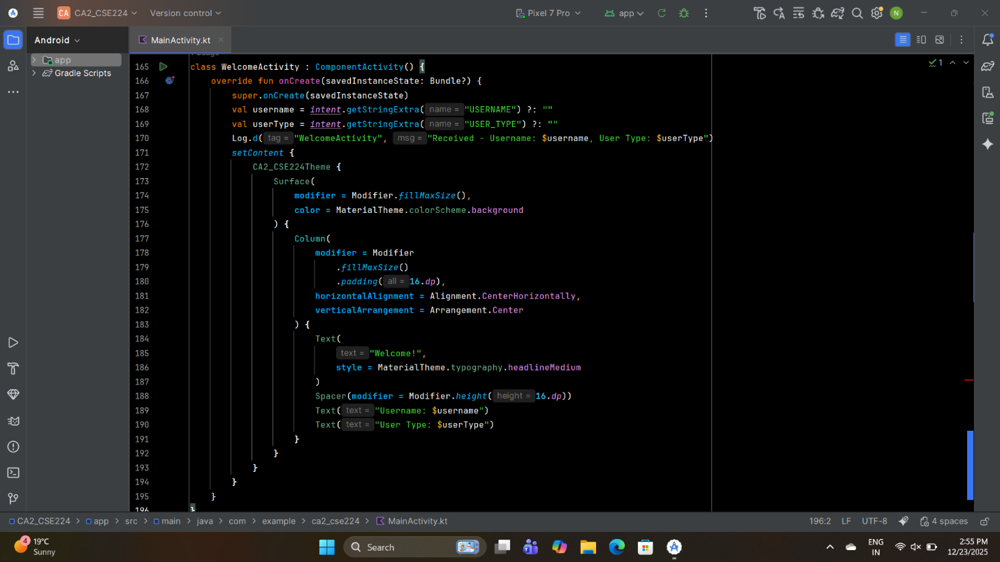 CA CA2_CSE224 Version control Pixel 7 Pro app N
Android MainActivity.kt
app
Gradle Scripts
1
165 class WelcomeActivity : ComponentActivity() {
166 override fun onCreate(savedInstanceState: Bundle?) {
167 super.onCreate(savedInstanceState)
168 val username = intent.getStringExtra( name = "USERNAME") ?: ""
169 val userType = intent.getStringExtra( name = "USER_TYPE") ?: ""
170 Log.d( tag = "WelcomeActivity", msg = "Received - Username: $username, User Type: $userType")
171 setContent {
172 CA2_CSE224Theme {
173 Surface(
174 modifier = Modifier.fillMaxSize(),
175 color = MaterialTheme.colorScheme.background
176 ) {
177 Column(
178 modifier = Modifier
179 .fillMaxSize()
180 .padding( all = 16.dp),
181 horizontalAlignment = Alignment.CenterHorizontally,
182 verticalArrangement = Arrangement.Center
183 ) {
184 Text(
185 text = "Welcome!",
186 style = MaterialTheme.typography.headlineMedium
187 )
188 Spacer(modifier = Modifier.height( height = 16.dp))
189 Text( text = "Username: $username")
190 Text( text = "User Type: $userType")
191 }
192 }
193 }
194 }
195 }
196 }
CA2_CSE224 > app > src > main > java > com > example > ca2_cse224 > MainActivity.kt 196:2 LF UTF-8 4 spaces
4 19°C Sunny Search ENG IN 2:55 PM 12/23/2025